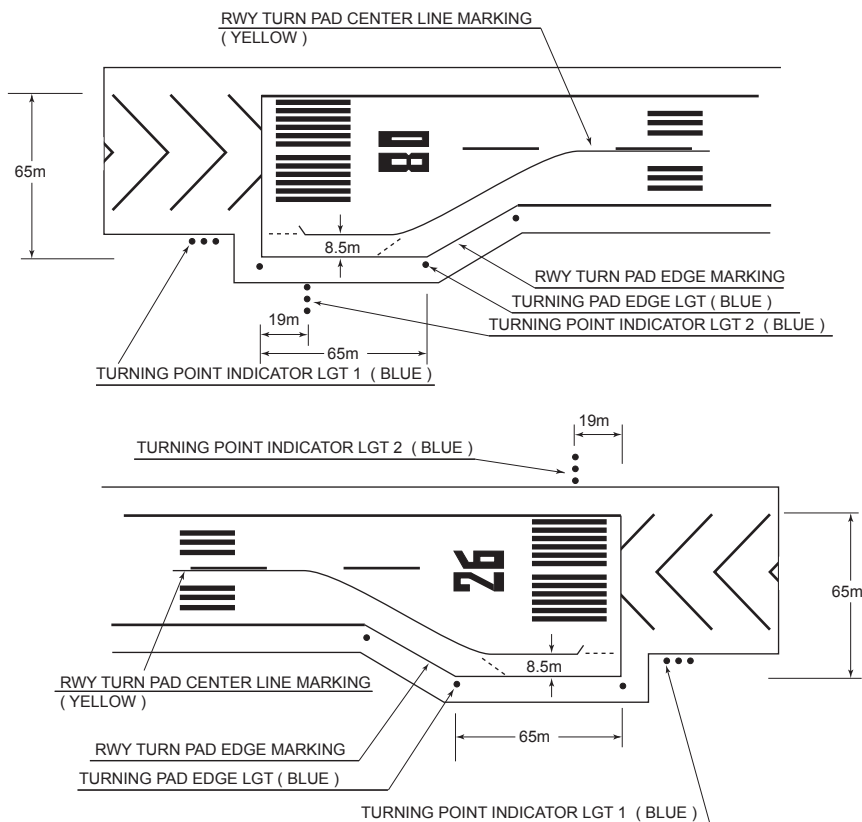 RWY TURN PAD CENTER LINE MARKING
( YELLOW )
08
65m
8.5m
RWY TURN PAD EDGE MARKING
TURNING PAD EDGE LGT ( BLUE )
19m
TURNING POINT INDICATOR LGT 2 ( BLUE )
65m
TURNING POINT INDICATOR LGT 1 ( BLUE )
19m
TURNING POINT INDICATOR LGT 2 ( BLUE )
26
65m
8.5m
RWY TURN PAD CENTER LINE MARKING
( YELLOW )
65m
RWY TURN PAD EDGE MARKING
TURNING PAD EDGE LGT ( BLUE )
TURNING POINT INDICATOR LGT 1 ( BLUE )